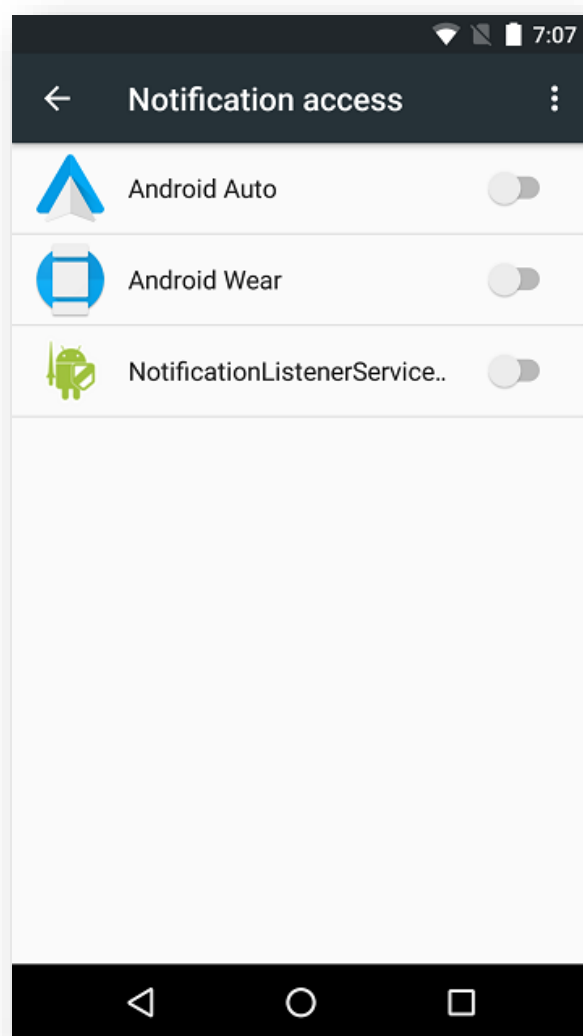 7:07
Notification access
Android Auto
Android Wear
NotificationListenerService..